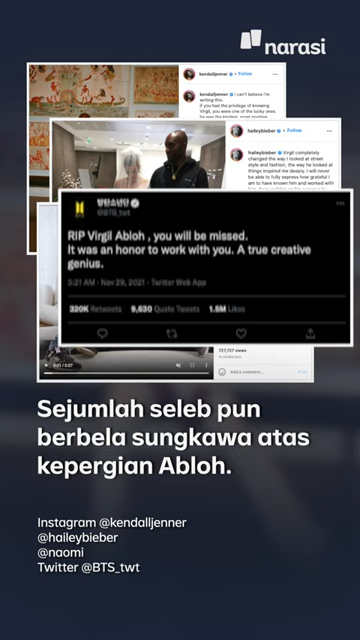 narasi
kendalljenner • Follow
kendalljenner I can't believe I'm
writing this.
if you had the privilege of knowing
Virgil, you were one of the lucky ones.
haileybieber • Follow
haileybieber Virgil completely
changed the way I looked at street
style and fashion, the way he looked at
things inspired me deeply. I will never
be able to fully express how grateful I
am to have known him and worked with
방탄소년단
@BTS_twt
RIP Virgil Abloh , you will be missed.
It was an honor to work with you. A true creative
genius.
3:21 AM · Nov 29, 2021 · Twitter Web App
320K Retweets 9,630 Quote Tweets 1.5M Likes
727,727 views
Add a comment...
Post
Sejumlah seleb pun
berbela sungkawa atas
kepergian Abloh.
Instagram @kendalljenner
@haileybieber
@naomi
Twitter @BTS_twt